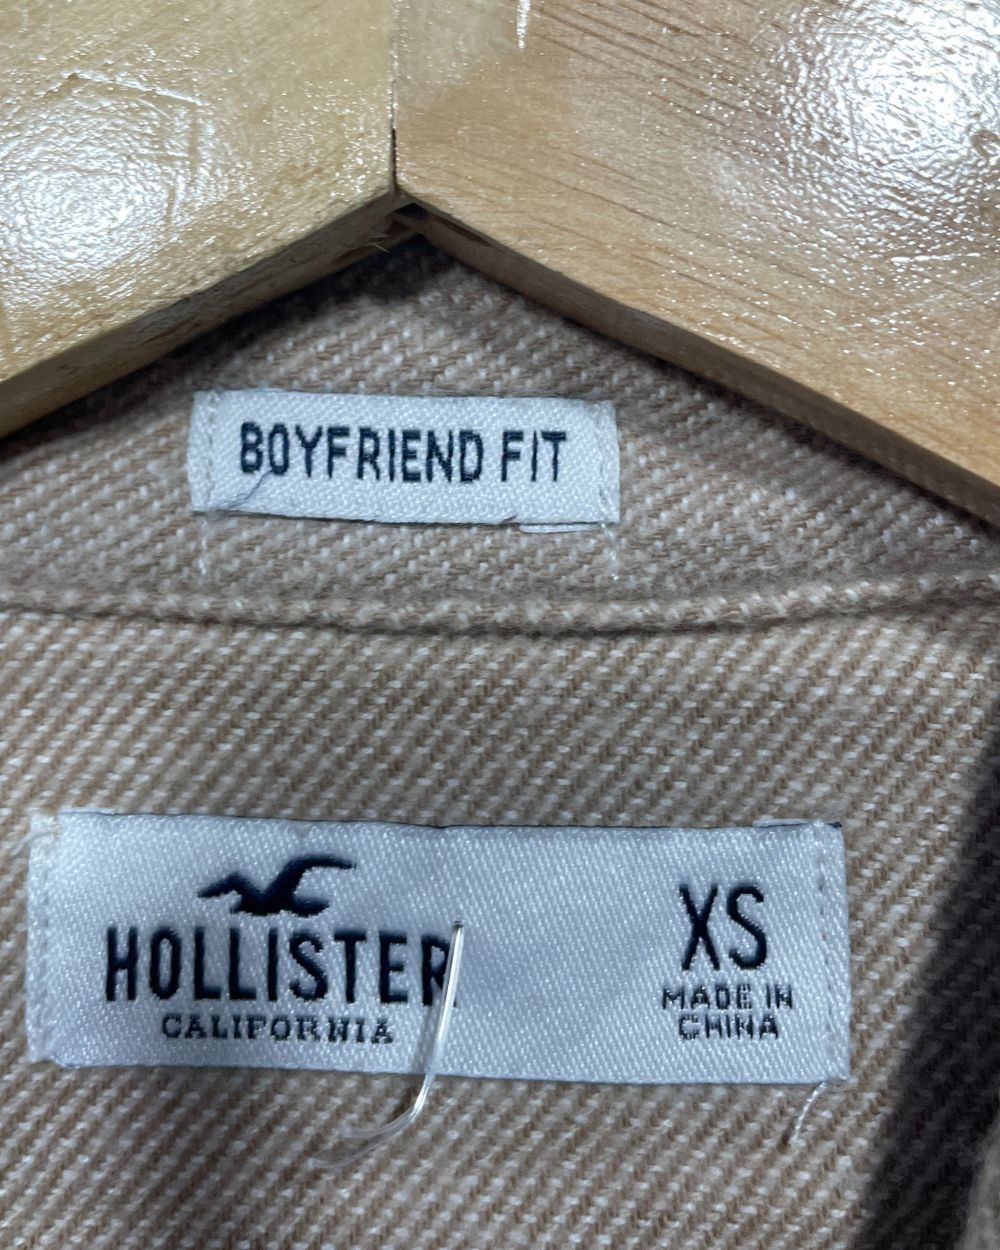 BOYFRIEND FIT
HOLLISTER
CALIFORNIA
XS
MADE IN
CHINA